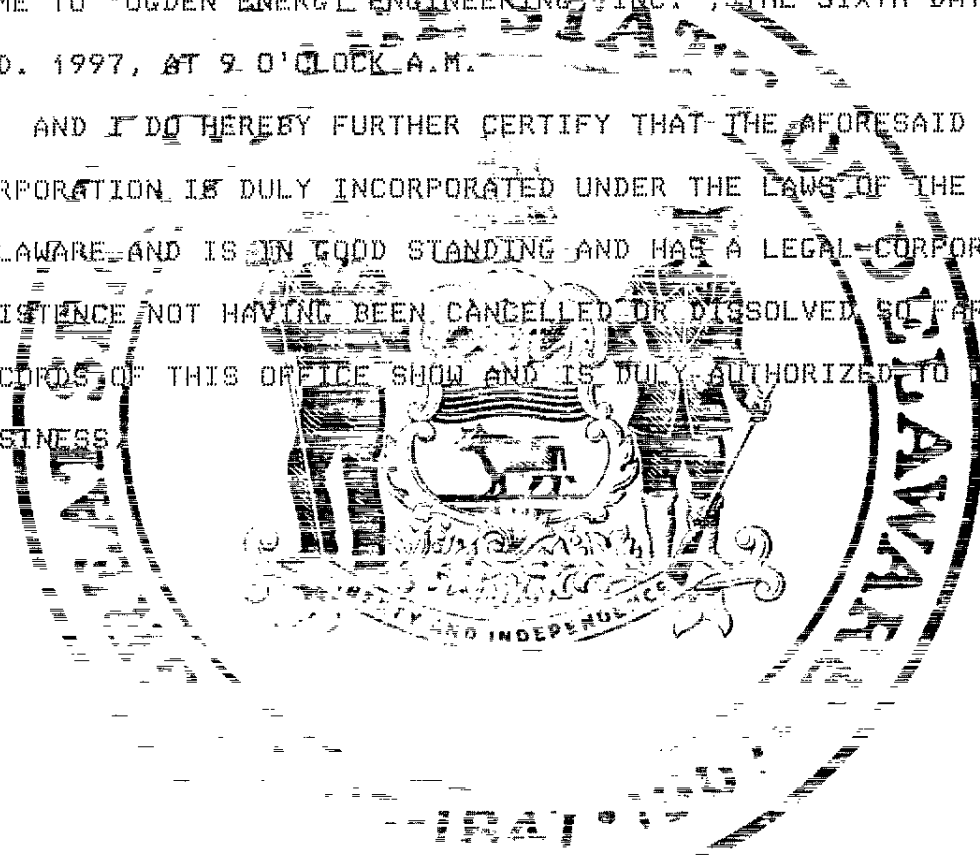 ME TO "OGDEN ENERGY ENGINEERING, INC.", THE SIXTH DAY
D. 1997, AT 9 O'CLOCK A.M.
AND I DO HEREBY FURTHER CERTIFY THAT THE AFORESAID
RPORATION IS DULY INCORPORATED UNDER THE LAWS OF THE
LAWARE AND IS IN GOOD STANDING AND HAS A LEGAL CORPOR
ISTENCE NOT HAVING BEEN CANCELLED OR DISSOLVED SO FAR
CORDS OF THIS OFFICE SHOW AND IS DULY AUTHORIZED TO
SINESS.
DELAWARE
AND INDEPENDENCE